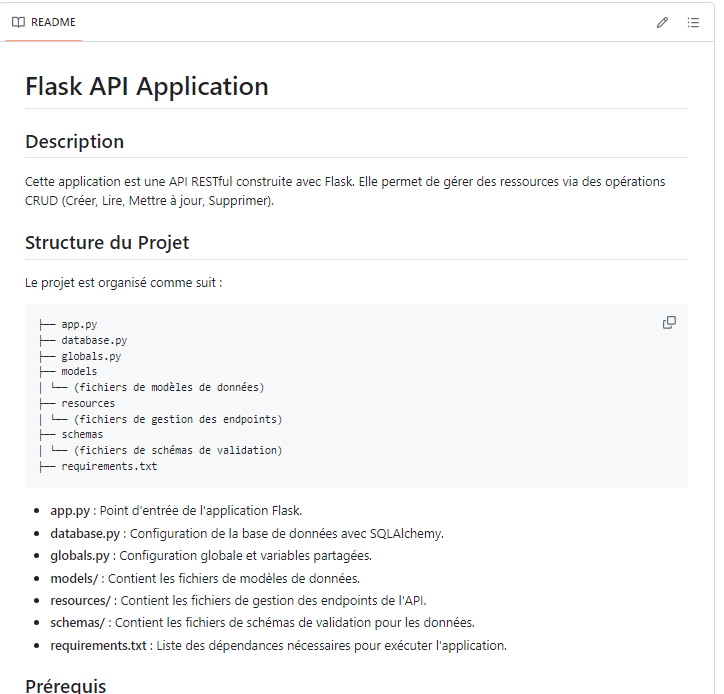 README
Flask API Application
Description
Cette application est une API RESTful construite avec Flask. Elle permet de gérer des ressources via des opérations
CRUD (Créer, Lire, Mettre à jour, Supprimer).
Structure du Projet
Le projet est organisé comme suit :
├── app.py
├── database.py
├── globals.py
├── models
│ └── (fichiers de modèles de données)
├── resources
│ └── (fichiers de gestion des endpoints)
├── schemas
│ └── (fichiers de schémas de validation)
├── requirements.txt
• app.py : Point d'entrée de l'application Flask.
• database.py : Configuration de la base de données avec SQLAlchemy.
• globals.py : Configuration globale et variables partagées.
• models/ : Contient les fichiers de modèles de données.
• resources/ : Contient les fichiers de gestion des endpoints de l'API.
• schemas/ : Contient les fichiers de schémas de validation pour les données.
• requirements.txt : Liste des dépendances nécessaires pour exécuter l'application.
Prérequis